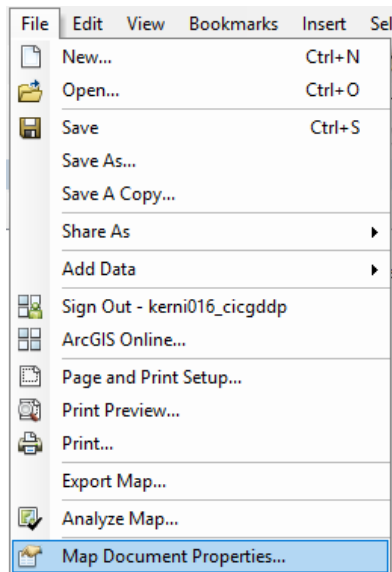 File Edit View Bookmarks Insert Sel
New... Ctrl+N
Open... Ctrl+O
Save Ctrl+S
Save As...
Save A Copy...
Share As
Add Data
Sign Out - kerni016_cicgddp
ArcGIS Online...
Page and Print Setup...
Print Preview...
Print...
Export Map...
Analyze Map...
Map Document Properties...